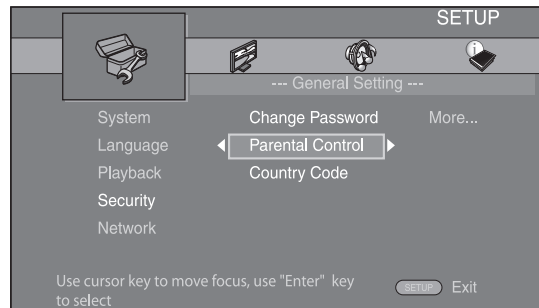 SETUP
--- General Setting ---
System
Change Password
More...
Language
Parental Control
Playback
Country Code
Security
Network
Use cursor key to move focus, use "Enter" key
to select
SETUP
Exit